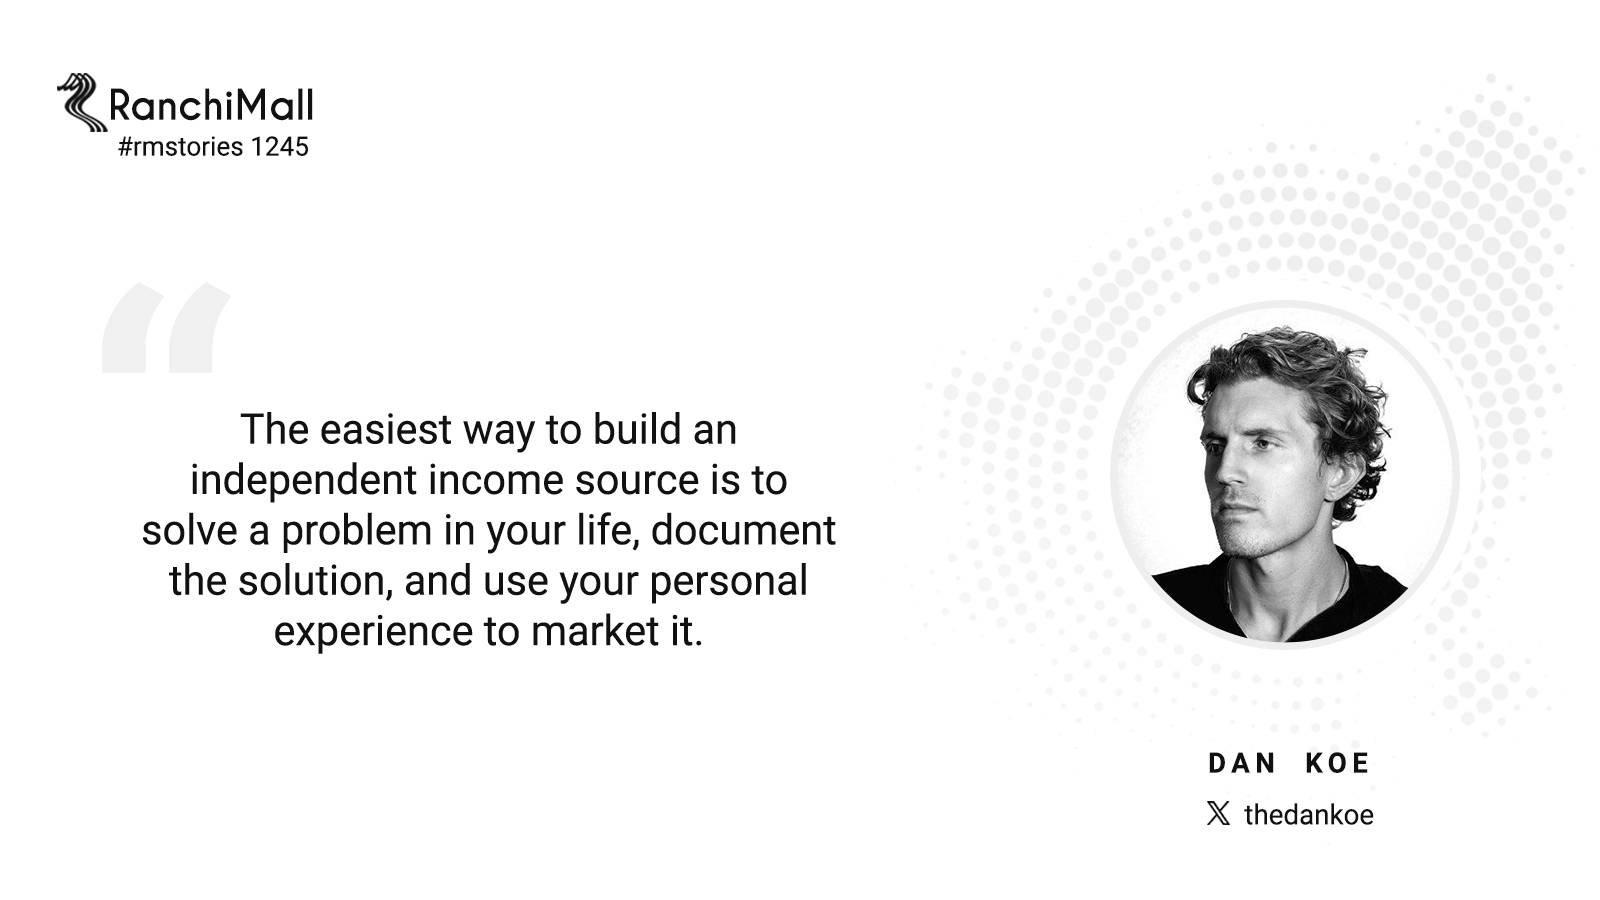 RanchiMall
#rmstories 1245
“
The easiest way to build an
independent income source is to
solve a problem in your life, document
the solution, and use your personal
experience to market it.
DAN KOE
𝕏 thedankoe